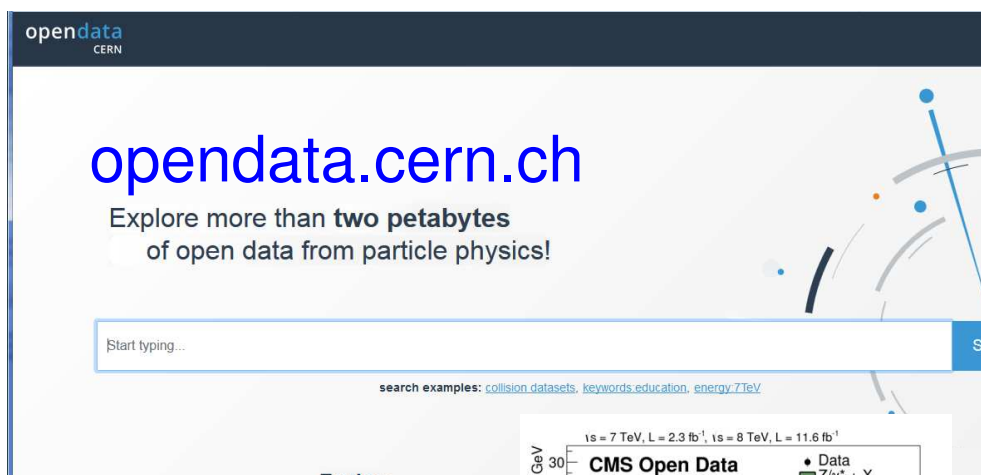 opendata
CERN
opendata.cern.ch
Explore more than two petabytes
of open data from particle physics!
Start typing...
search examples: collision datasets, keywords:education, energy:7TeV
√s = 7 TeV, L = 2.3 fb⁻¹, √s = 8 TeV, L = 11.6 fb⁻¹
GeV
30
CMS Open Data
Data